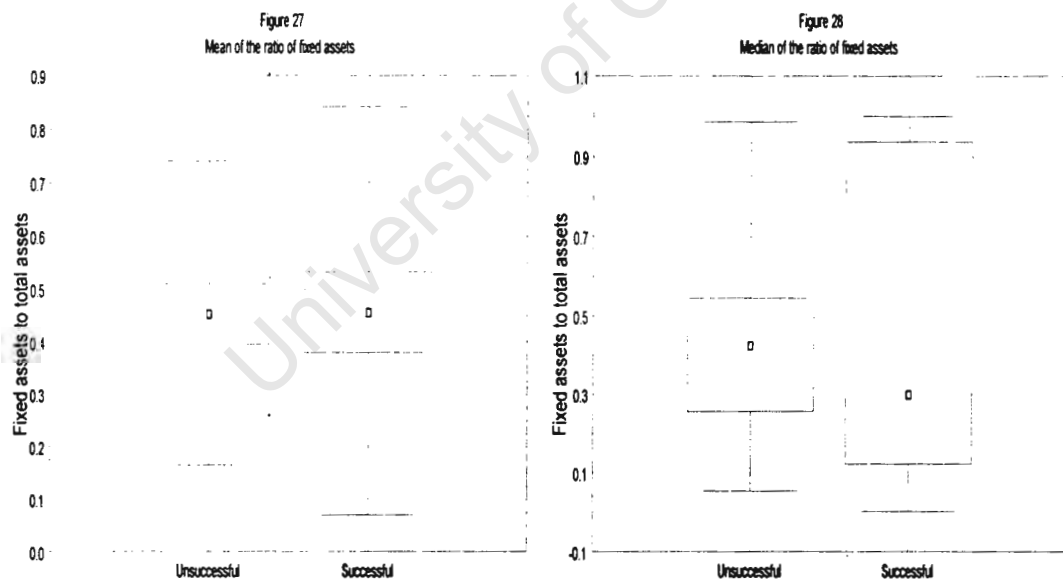 Figure 27
Mean of the ratio of fixed assets
Fixed assets to total assets
0.9
0.8
0.7
0.6
0.5
0.4
0.3
0.2
0.1
0.0
Unsuccessful
Successful
Figure 28
Median of the ratio of fixed assets
Fixed assets to total assets
1.1
0.9
0.7
0.5
0.3
0.1
-0.1
Unsuccessful
Successful
University of